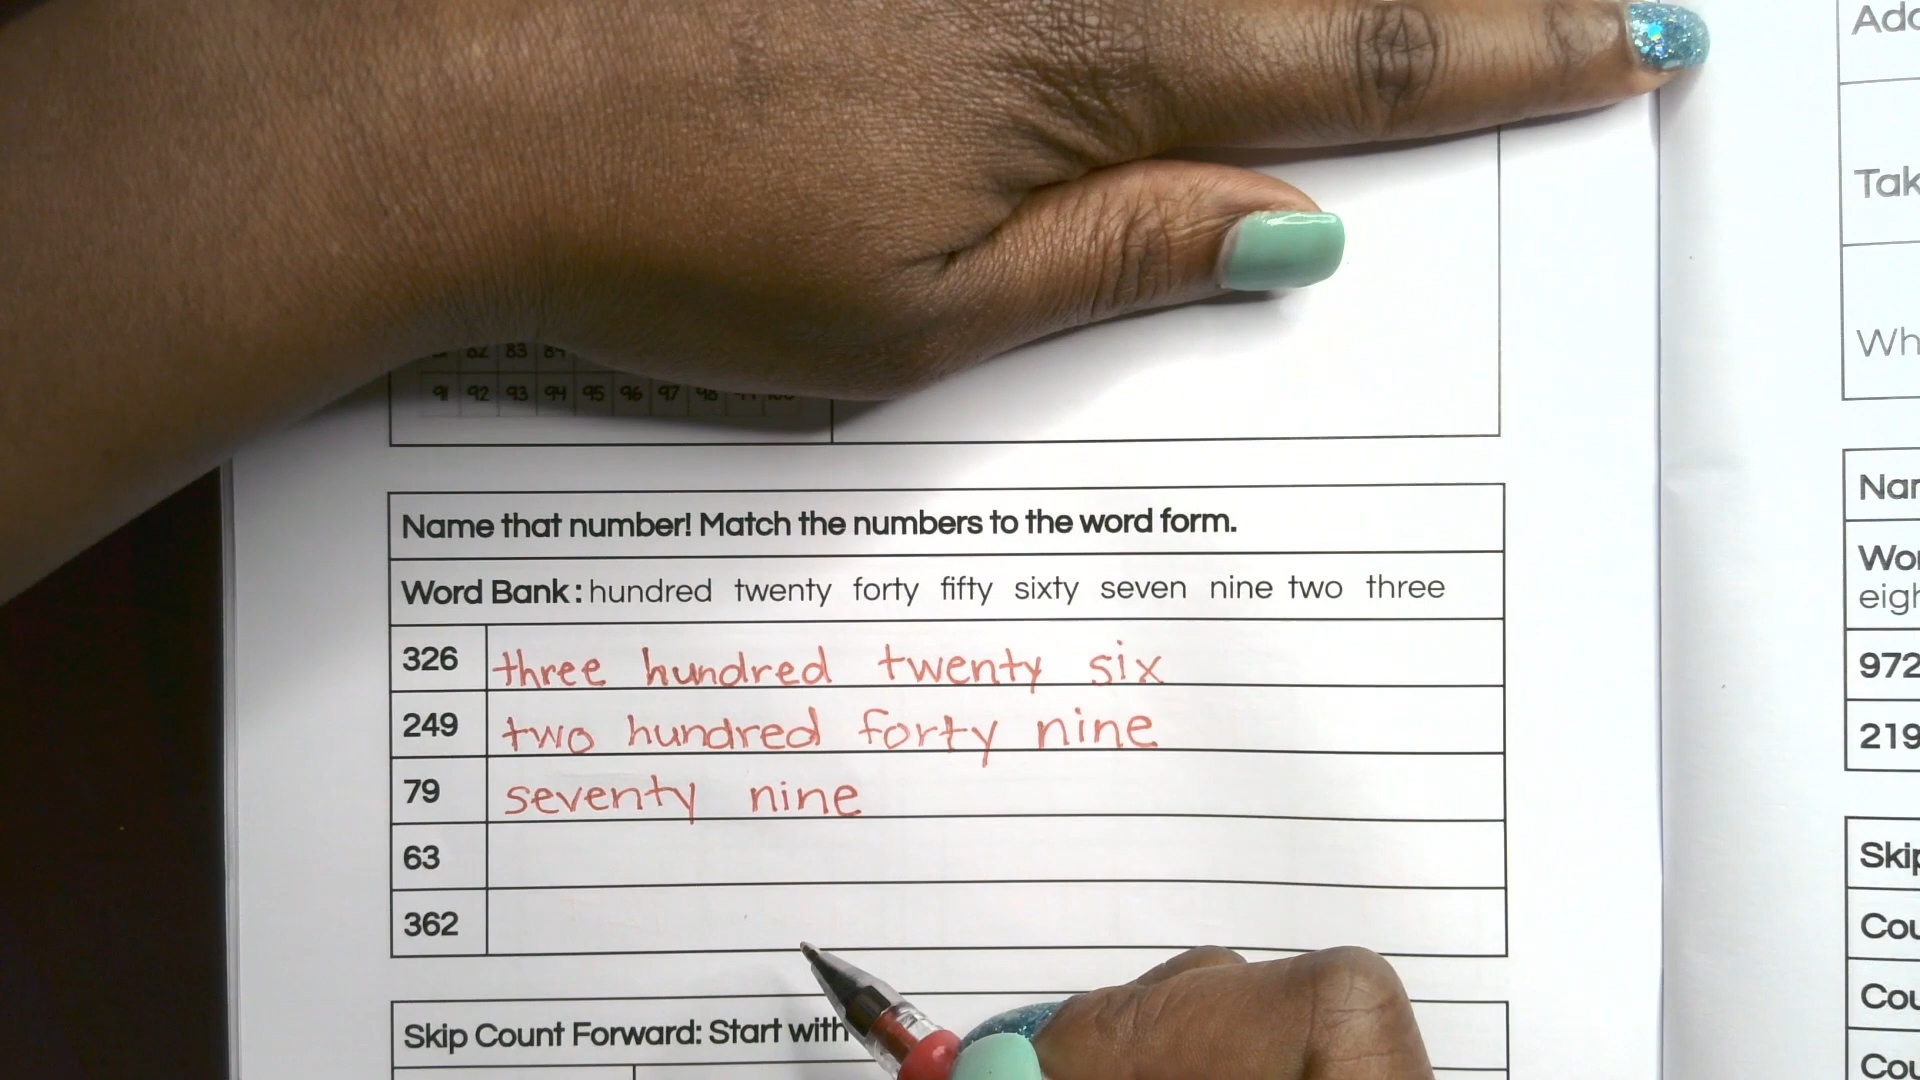 82 83 84
91 92 93 94 95 96 97 98
Name that number! Match the numbers to the word form.
Word Bank: hundred twenty forty fifty sixty seven nine two three
326 three hundred twenty six
249 two hundred forty nine
79 seventy nine
63
362
Skip Count Forward: Start with
Add
Tak
Wh
Nar
Wor
eigh
972
219
Skip
Cou
Cou
Cou